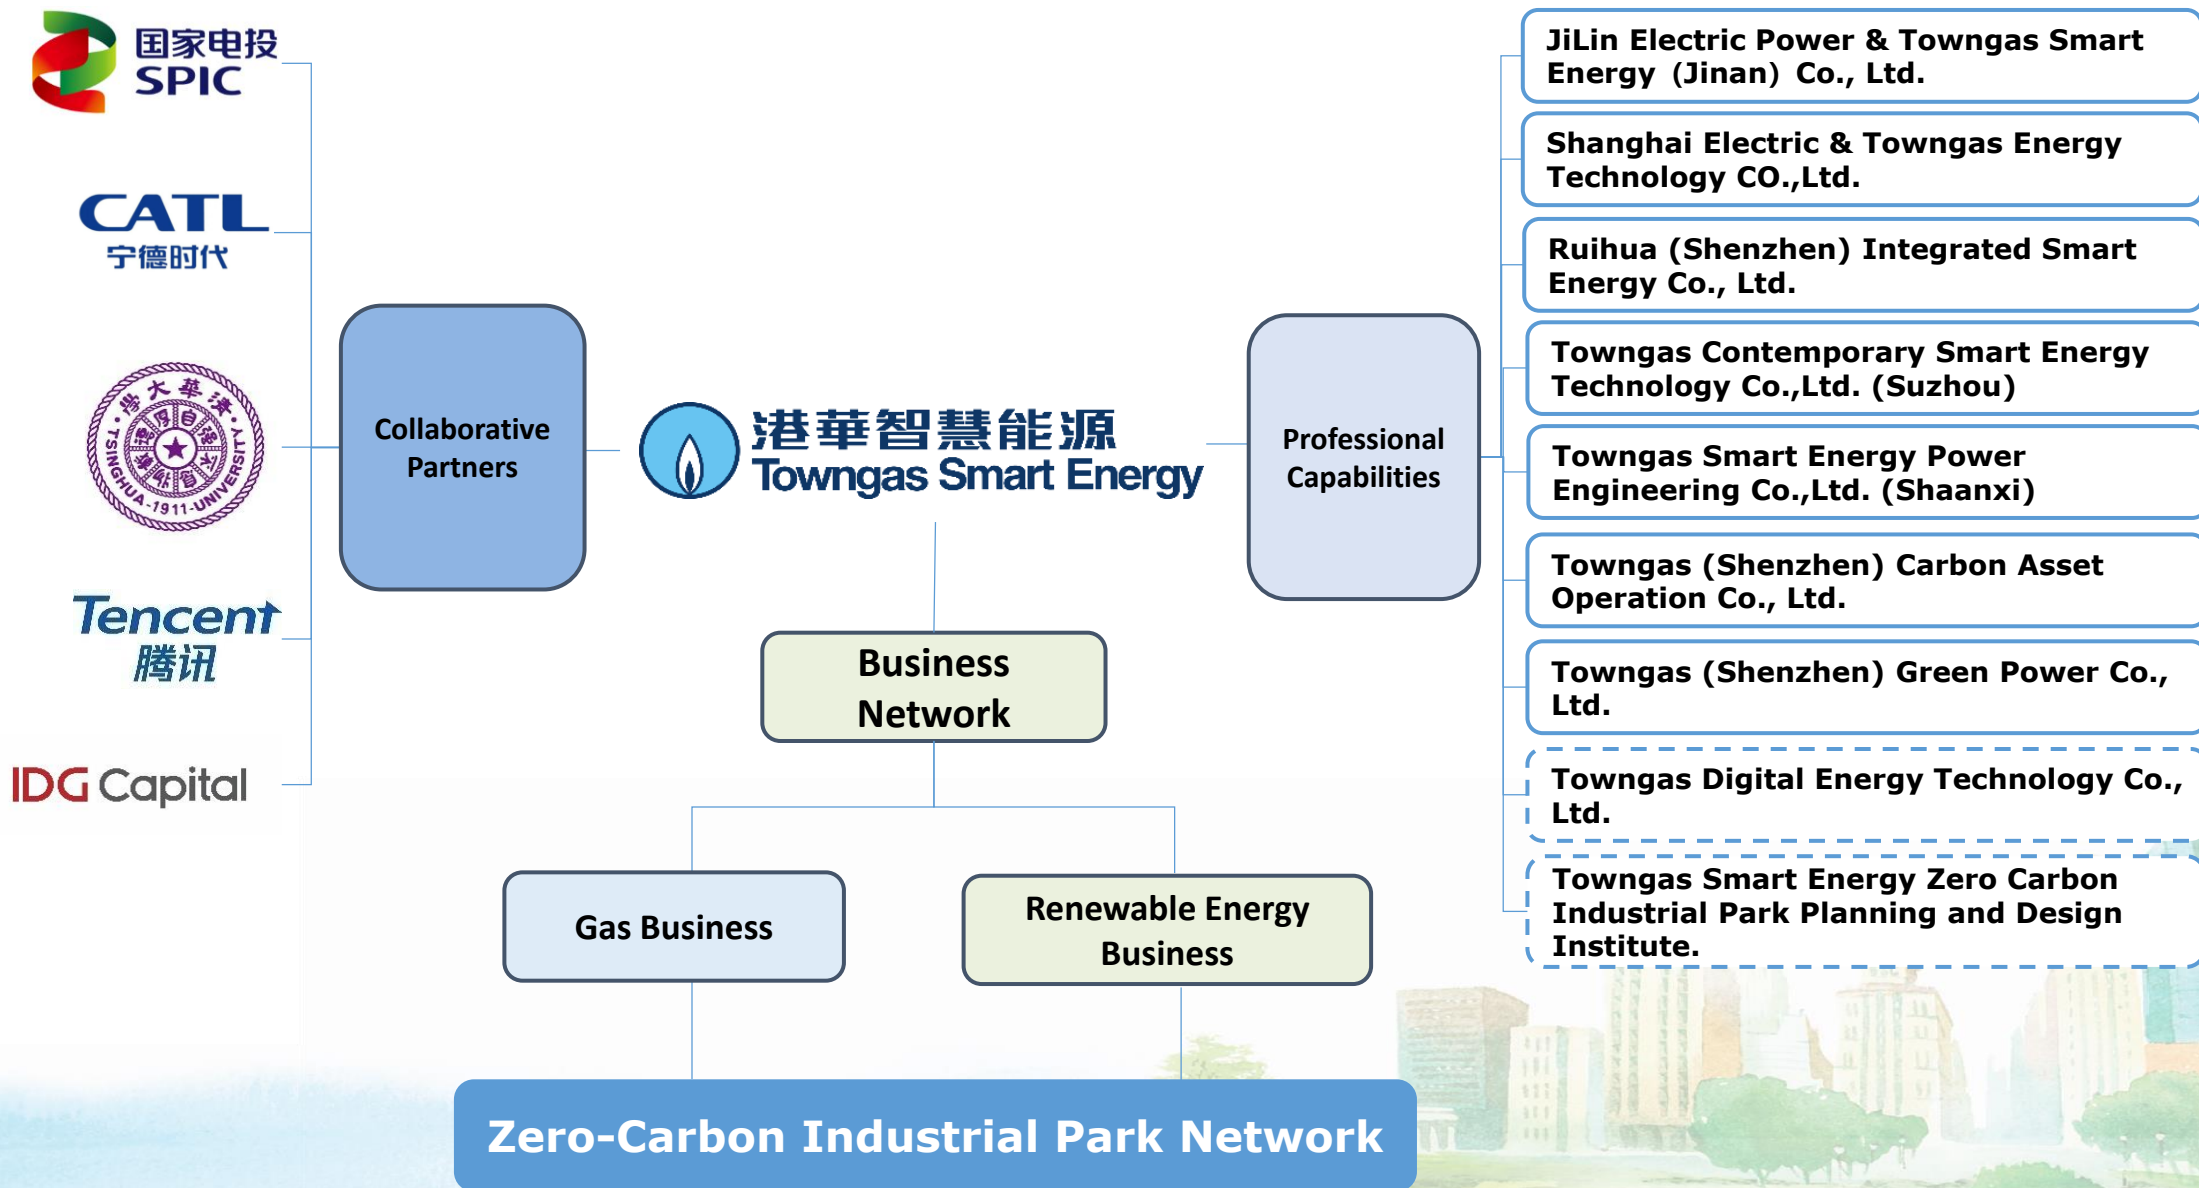 国家电投
SPIC
CATL
宁德时代
TSINGHUA-1911-UNIVERSITY
Tencent
腾讯
IDG Capital
Collaborative
Partners
港華智慧能源
Towngas Smart Energy
Professional
Capabilities
Business
Network
Gas Business
Renewable Energy
Business
Zero-Carbon Industrial Park Network
JiLin Electric Power & Towngas Smart
Energy (Jinan) Co., Ltd.
Shanghai Electric & Towngas Energy
Technology CO.,Ltd.
Ruihua (Shenzhen) Integrated Smart
Energy Co., Ltd.
Towngas Contemporary Smart Energy
Technology Co.,Ltd. (Suzhou)
Towngas Smart Energy Power
Engineering Co.,Ltd. (Shaanxi)
Towngas (Shenzhen) Carbon Asset
Operation Co., Ltd.
Towngas (Shenzhen) Green Power Co.,
Ltd.
Towngas Digital Energy Technology Co.,
Ltd.
Towngas Smart Energy Zero Carbon
Industrial Park Planning and Design
Institute.